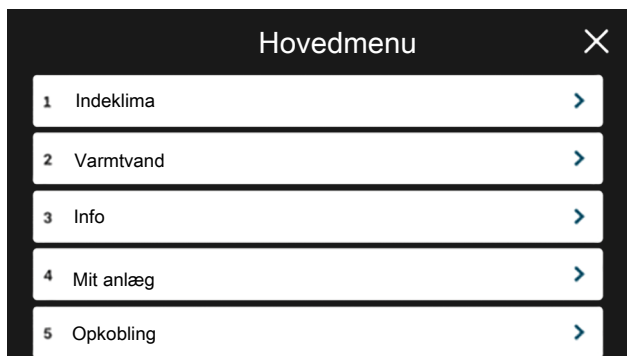 Hovedmenu
1 Indeklima
2 Varmtvand
3 Info
4 Mit anlæg
5 Opkobling